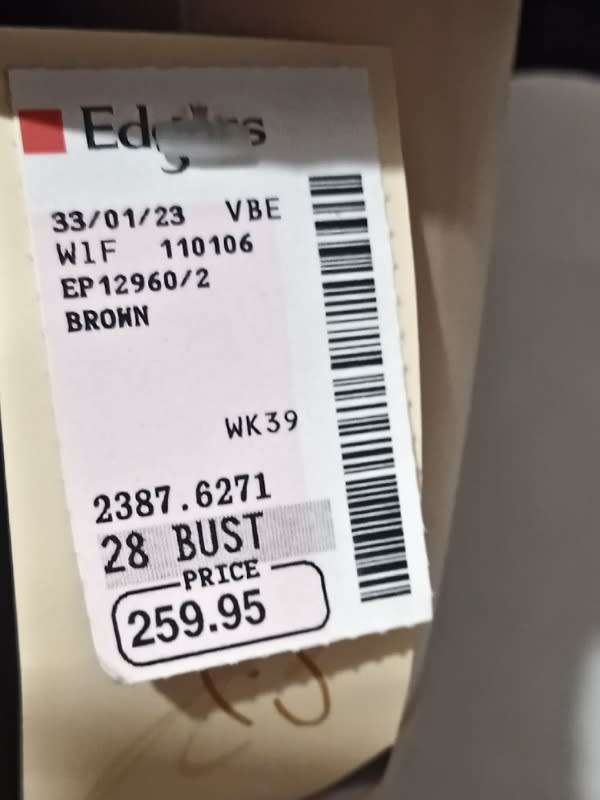 33/01/23 VBE
W1F 110106
EP12960/2
BROWN
WK39
2387.6271
28 BUST
PRICE
259.95